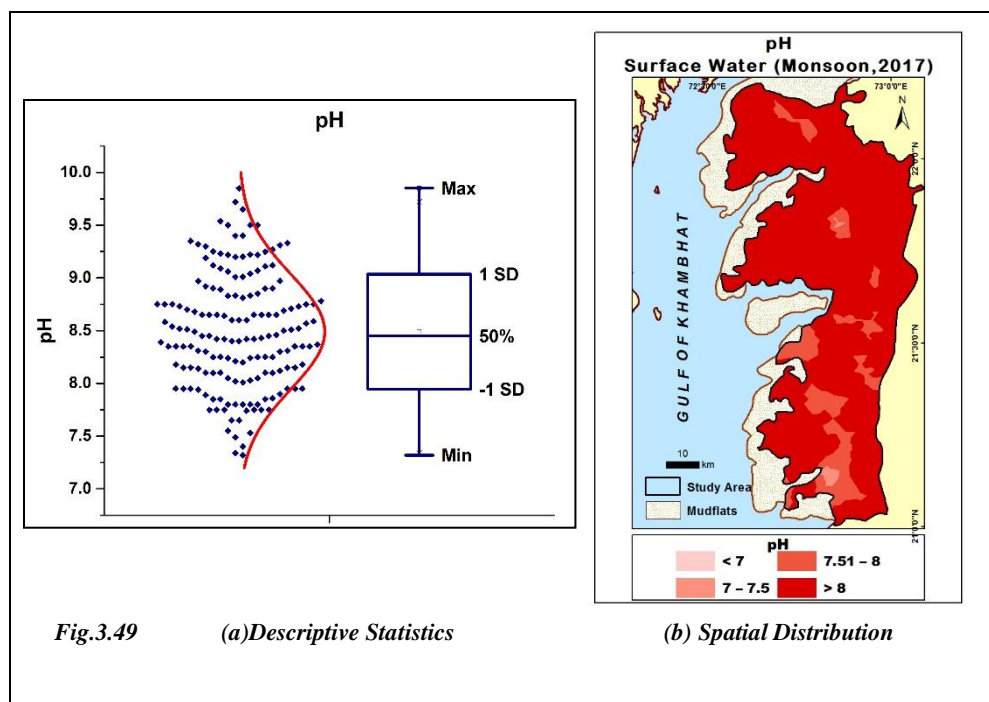 pH
pH
10.0
9.5
9.0
8.5
8.0
7.5
7.0
Max
1 SD
50%
-1 SD
Min
pH
Surface Water (Monsoon,2017)
73°0'0"E
N
22°0'0"N
21°30'0"N
21°0'0"N
GULF OF KHAMBHAT
10
km
Study Area
Mudflats
pH
< 7
7.51 – 8
7 – 7.5
> 8
Fig.3.49 (a)Descriptive Statistics (b) Spatial Distribution